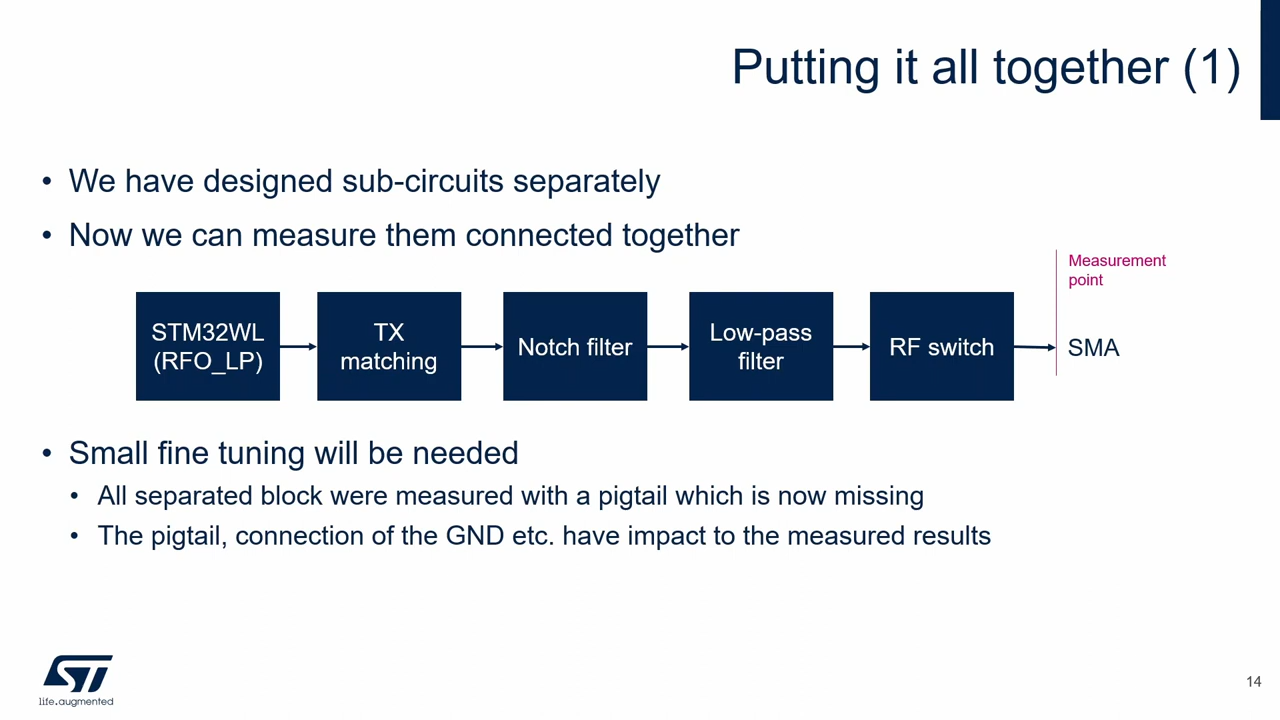 Putting it all together (1)
• We have designed sub-circuits separately
• Now we can measure them connected together
Measurement
point
STM32WL
(RFO_LP)
TX
matching
Notch filter
Low-pass
filter
RF switch
SMA
• Small fine tuning will be needed
• All separated block were measured with a pigtail which is now missing
• The pigtail, connection of the GND etc. have impact to the measured results
ST
life.augmented
14